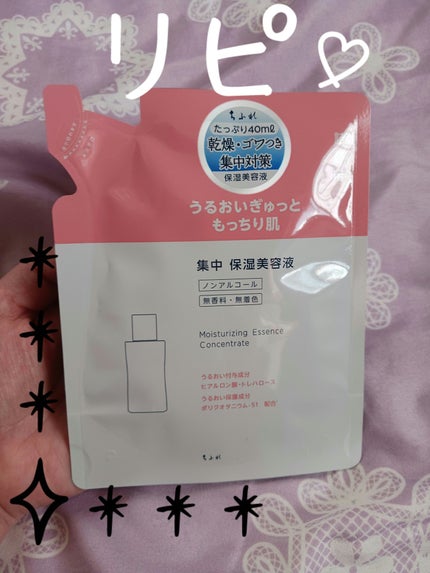 リピ♡
ちふれ
たっぷり40mℓ
乾燥・ゴワつき
集中対策
保湿美容液
うるおいぎゅっと
もっちり肌
集中 保湿美容液
ノンアルコール
無香料・無着色
Moisturizing Essence
Concentrate
うるおい付与成分
ヒアルロン酸・トレハロース
うるおい保護成分
ポリクオタニウム-51 配合
ちふれ